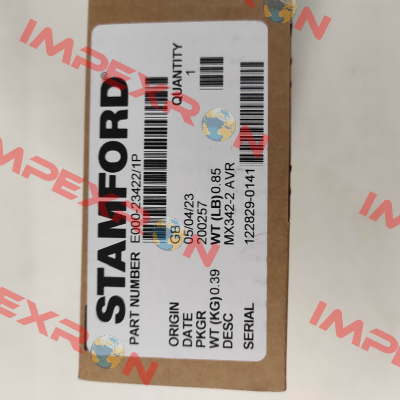 STAMFORD®
PART NUMBER E000-23422/1P
QUANTITY
1
ORIGIN GB
DATE 05/04/23
PKGR 200257
WT (KG) 0.39 WT (LB) 0.85
DESC MX342-2 AVR
SERIAL 122829-0141
IMPEXRON
IMPEXRON
IMPEXRON
IMPEXRON
IMPEXRON